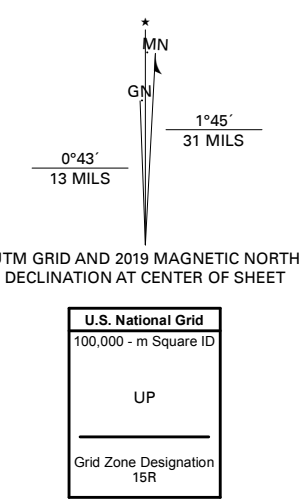 ★
MN
GN
1°45´
31 MILS
0°43´
13 MILS
UTM GRID AND 2019 MAGNETIC NORTH
DECLINATION AT CENTER OF SHEET
U.S. National Grid
100,000 - m Square ID
UP
Grid Zone Designation
15R